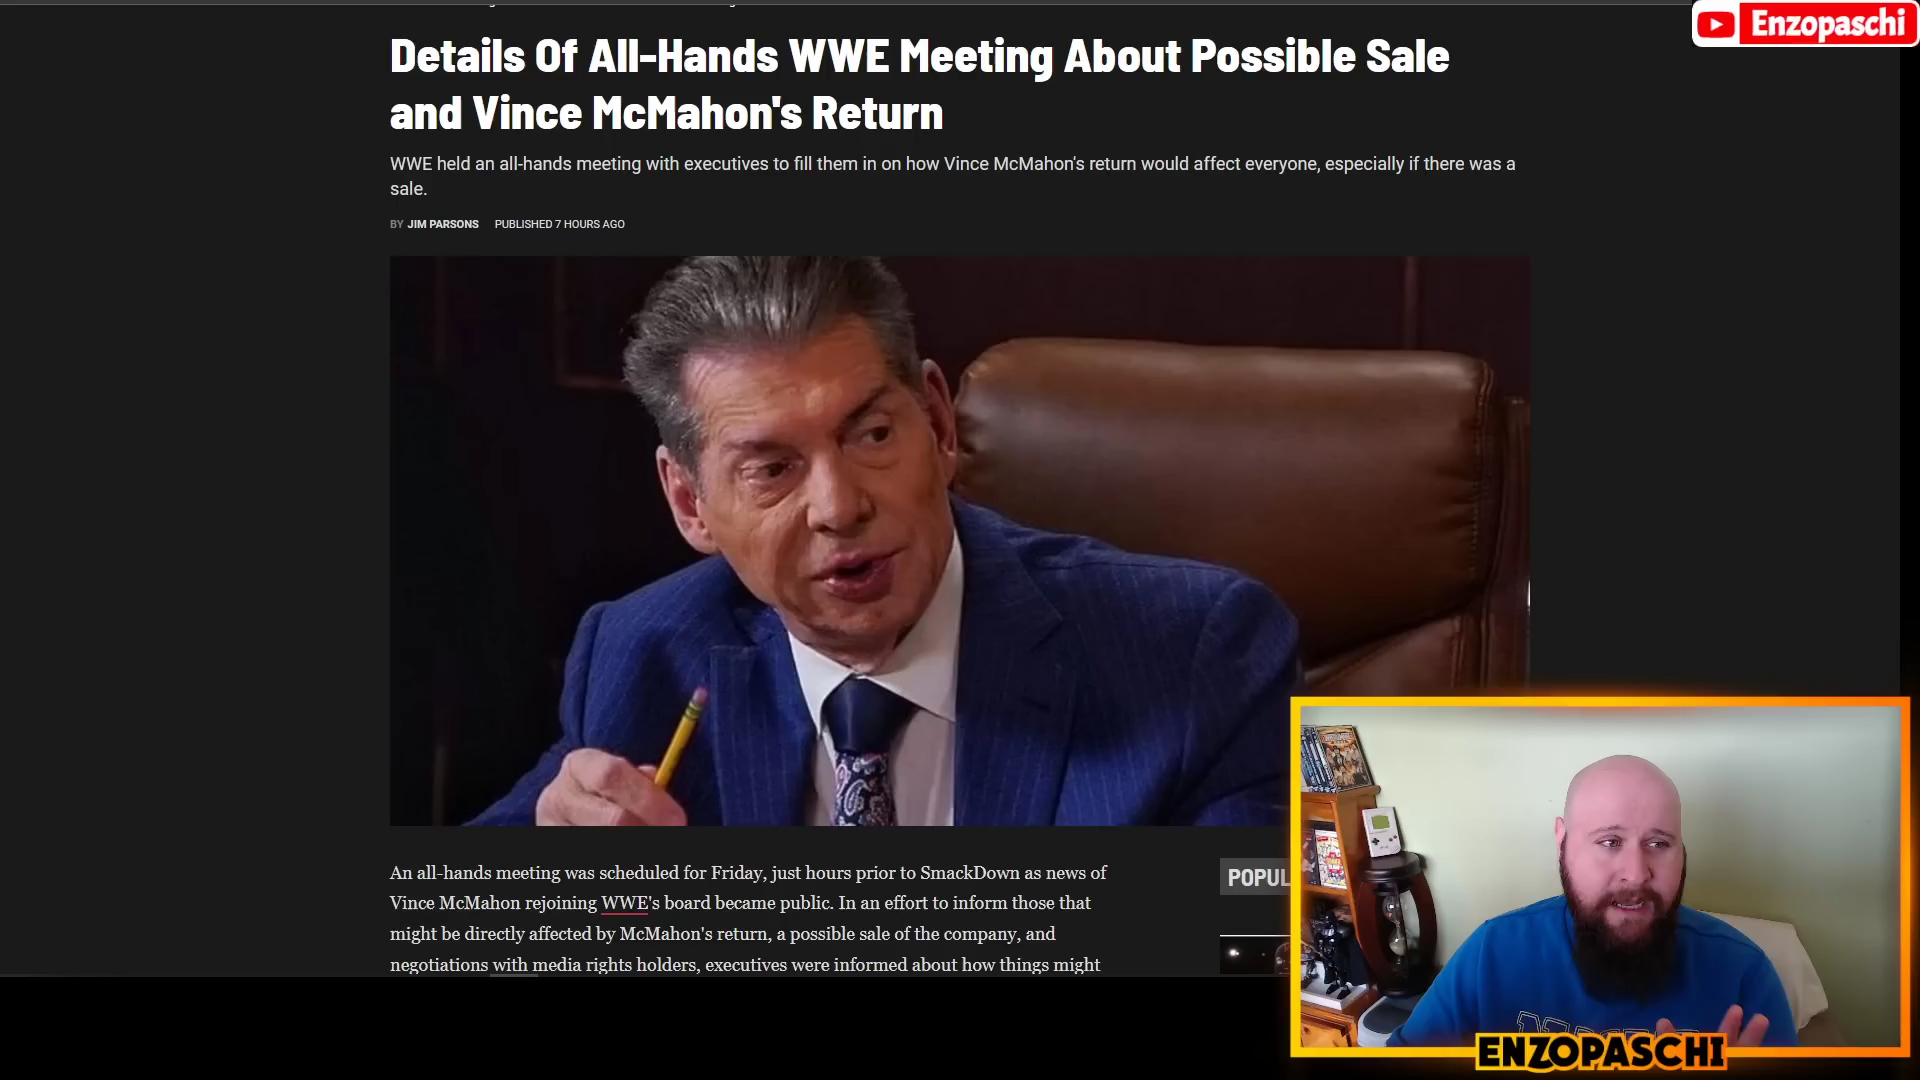 Enzopaschi
Details Of All-Hands WWE Meeting About Possible Sale
and Vince McMahon's Return
WWE held an all-hands meeting with executives to fill them in on how Vince McMahon's return would affect everyone, especially if there was a
sale.
BY JIM PARSONS PUBLISHED 7 HOURS AGO
An all-hands meeting was scheduled for Friday, just hours prior to SmackDown as news of
Vince McMahon rejoining WWE's board became public. In an effort to inform those that
might be directly affected by McMahon's return, a possible sale of the company, and
negotiations with media rights holders, executives were informed about how things might
POPUL
ENZOPASCHI